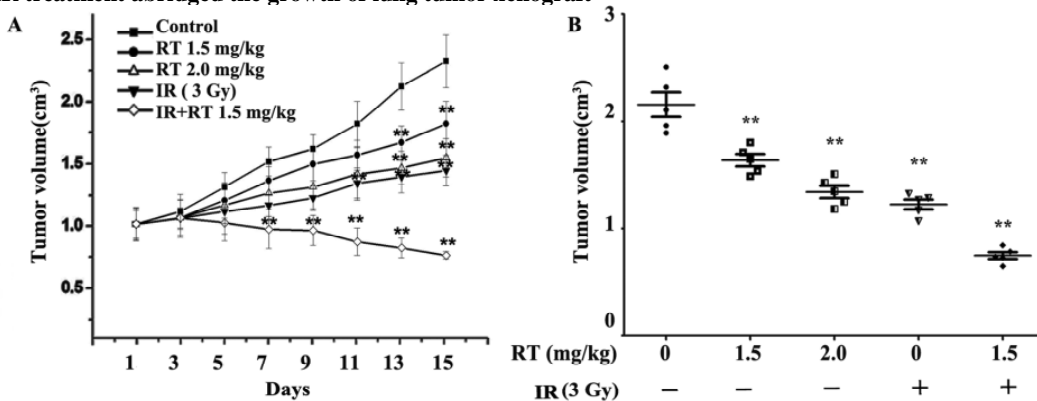 A
Control
RT 1.5 mg/kg
RT 2.0 mg/kg
IR ( 3 Gy)
IR+RT 1.5 mg/kg
Tumor volume(cm³)
2.5
2.0
1.5
1.0
0.5
** ** **
** ** **
** **
** ** ** ** **
1 3 5 7 9 11 13 15
Days
B
Tumor volume(cm³)
3
2
1
0
** ** ** **
RT (mg/kg) 0 1.5 2.0 0 1.5
IR (3 Gy) − − − + +